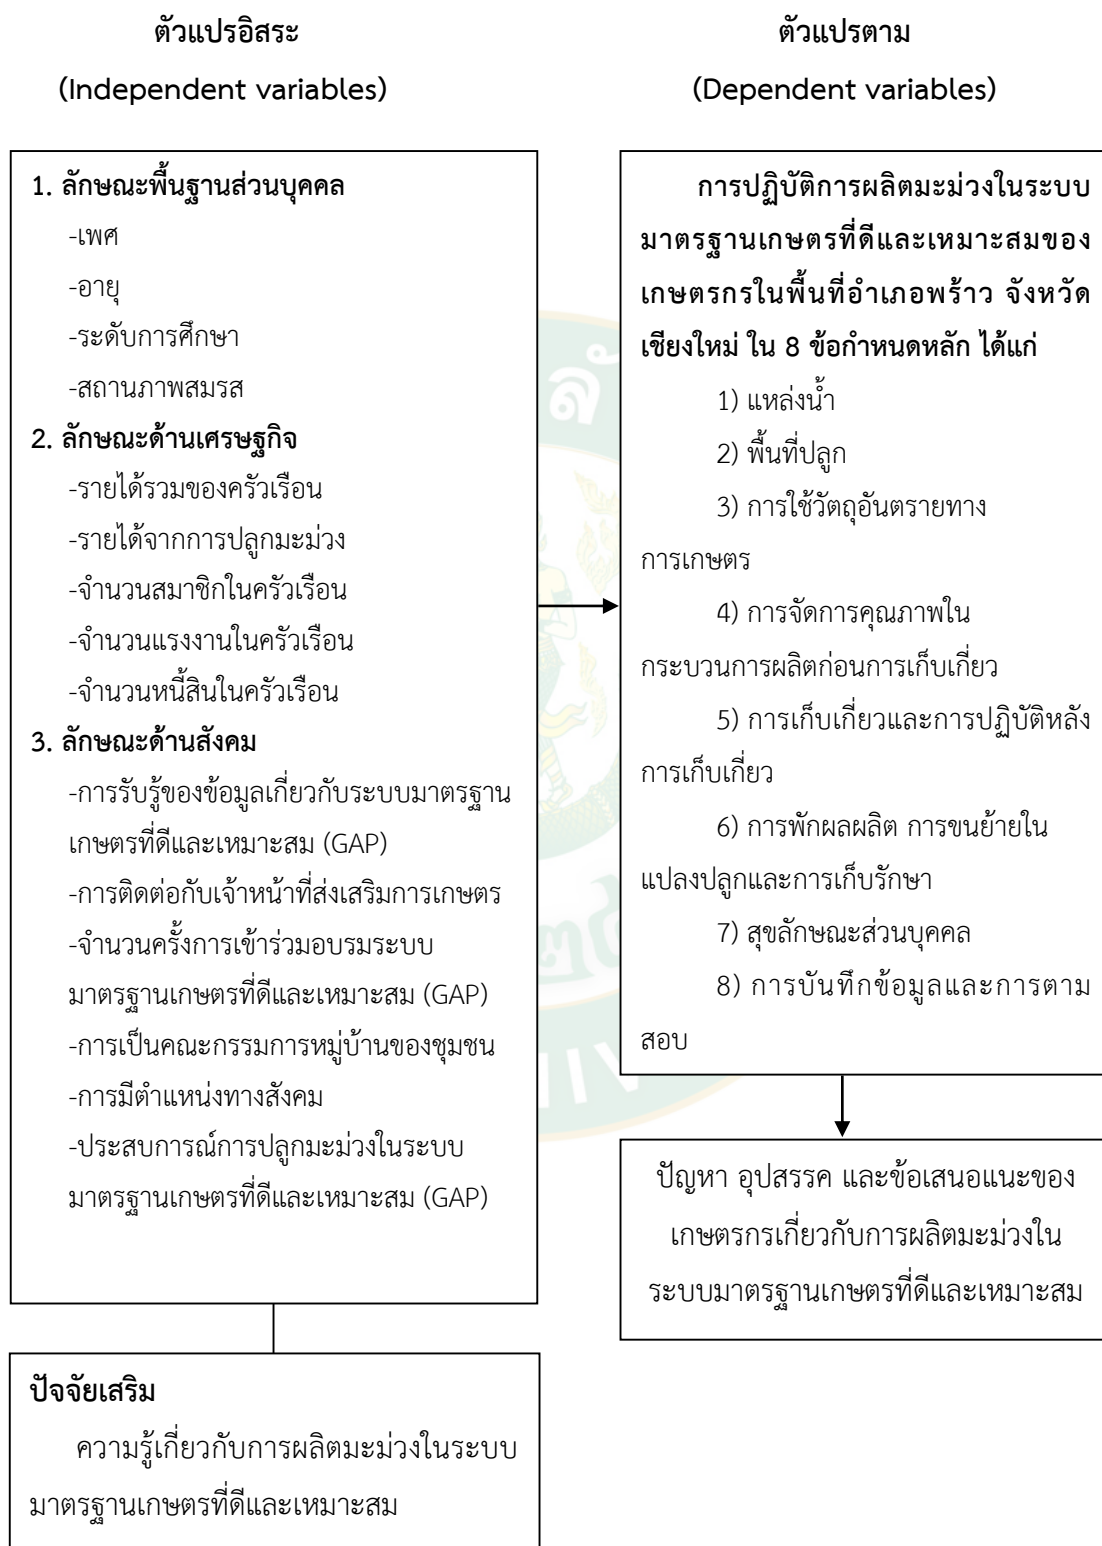 ตัวแปรอิสระ
(Independent variables)
1. ลักษณะพื้นฐานส่วนบุคคล
-เพศ
-อายุ
-ระดับการศึกษา
-สถานภาพสมรส
2. ลักษณะด้านเศรษฐกิจ
-รายได้รวมของครัวเรือน
-รายได้จากการปลูกมะม่วง
-จำนวนสมาชิกในครัวเรือน
-จำนวนแรงงานในครัวเรือน
-จำนวนหนี้สินในครัวเรือน
3. ลักษณะด้านสังคม
-การรับรู้ของข้อมูลเกี่ยวกับระบบมาตรฐาน
เกษตรที่ดีและเหมาะสม (GAP)
-การติดต่อกับเจ้าหน้าที่ส่งเสริมการเกษตร
-จำนวนครั้งการเข้าร่วมอบรมระบบ
มาตรฐานเกษตรที่ดีและเหมาะสม (GAP)
-การเป็นคณะกรรมการหมู่บ้านของชุมชน
-การมีตำแหน่งทางสังคม
-ประสบการณ์การปลูกมะม่วงในระบบ
มาตรฐานเกษตรที่ดีและเหมาะสม (GAP)
ปัจจัยเสริม
ความรู้เกี่ยวกับการผลิตมะม่วงในระบบ
มาตรฐานเกษตรที่ดีและเหมาะสม
ตัวแปรตาม
(Dependent variables)
การปฏิบัติการผลิตมะม่วงในระบบ
มาตรฐานเกษตรที่ดีและเหมาะสมของ
เกษตรกรในพื้นที่อำเภอพร้าว จังหวัด
เชียงใหม่ ใน 8 ข้อกำหนดหลัก ได้แก่
1) แหล่งน้ำ
2) พื้นที่ปลูก
3) การใช้วัตถุอันตรายทาง
การเกษตร
4) การจัดการคุณภาพใน
กระบวนการผลิตก่อนการเก็บเกี่ยว
5) การเก็บเกี่ยวและการปฏิบัติหลัง
การเก็บเกี่ยว
6) การพักผลผลิต การขนย้ายใน
แปลงปลูกและการเก็บรักษา
7) สุขลักษณะส่วนบุคคล
8) การบันทึกข้อมูลและการตาม
สอบ
ปัญหา อุปสรรค และข้อเสนอแนะของ
เกษตรกรเกี่ยวกับการผลิตมะม่วงใน
ระบบมาตรฐานเกษตรที่ดีและเหมาะสม